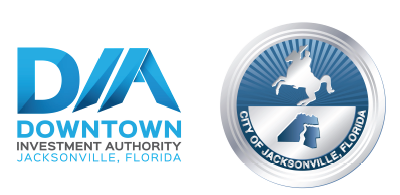 DIA
DOWNTOWN
INVESTMENT AUTHORITY
JACKSONVILLE, FLORIDA
CITY OF JACKSONVILLE, FLORIDA